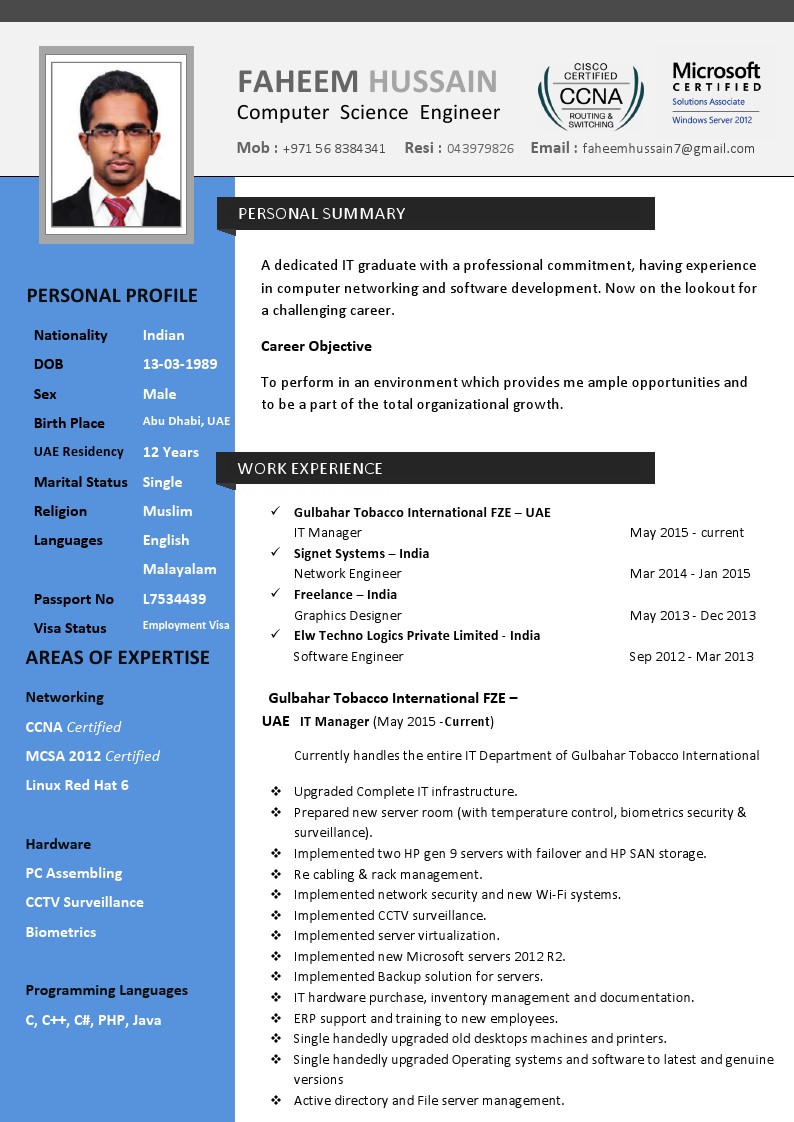 FAHEEM HUSSAIN
Computer Science Engineer
CISCO
CERTIFIED
CCNA
ROUTING &
SWITCHING
Microsoft
CERTIFIED
Solutions Associate
Windows Server 2012
Mob : +971 56 8384341 Resi : 043979826 Email : faheemhussain7@gmail.com
PERSONAL PROFILE
Nationality Indian
DOB 13-03-1989
Sex Male
Birth Place Abu Dhabi, UAE
UAE Residency 12 Years
Marital Status Single
Religion Muslim
Languages English
Malayalam
Passport No L7534439
Visa Status Employment Visa
AREAS OF EXPERTISE
Networking
CCNA Certified
MCSA 2012 Certified
Linux Red Hat 6
Hardware
PC Assembling
CCTV Surveillance
Biometrics
Programming Languages
C, C++, C#, PHP, Java
PERSONAL SUMMARY
A dedicated IT graduate with a professional commitment, having experience
in computer networking and software development. Now on the lookout for
a challenging career.
Career Objective
To perform in an environment which provides me ample opportunities and
to be a part of the total organizational growth.
WORK EXPERIENCE
✓ Gulbahar Tobacco International FZE – UAE
IT Manager May 2015 - current
✓ Signet Systems – India
Network Engineer Mar 2014 - Jan 2015
✓ Freelance – India
Graphics Designer May 2013 - Dec 2013
✓ Elw Techno Logics Private Limited - India
Software Engineer Sep 2012 - Mar 2013
Gulbahar Tobacco International FZE –
UAE IT Manager (May 2015 -Current)
Currently handles the entire IT Department of Gulbahar Tobacco International
❖ Upgraded Complete IT infrastructure.
❖ Prepared new server room (with temperature control, biometrics security &
surveillance).
❖ Implemented two HP gen 9 servers with failover and HP SAN storage.
❖ Re cabling & rack management.
❖ Implemented network security and new Wi-Fi systems.
❖ Implemented CCTV surveillance.
❖ Implemented server virtualization.
❖ Implemented new Microsoft servers 2012 R2.
❖ Implemented Backup solution for servers.
❖ IT hardware purchase, inventory management and documentation.
❖ ERP support and training to new employees.
❖ Single handedly upgraded old desktops machines and printers.
❖ Single handedly upgraded Operating systems and software to latest and genuine
versions
❖ Active directory and File server management.